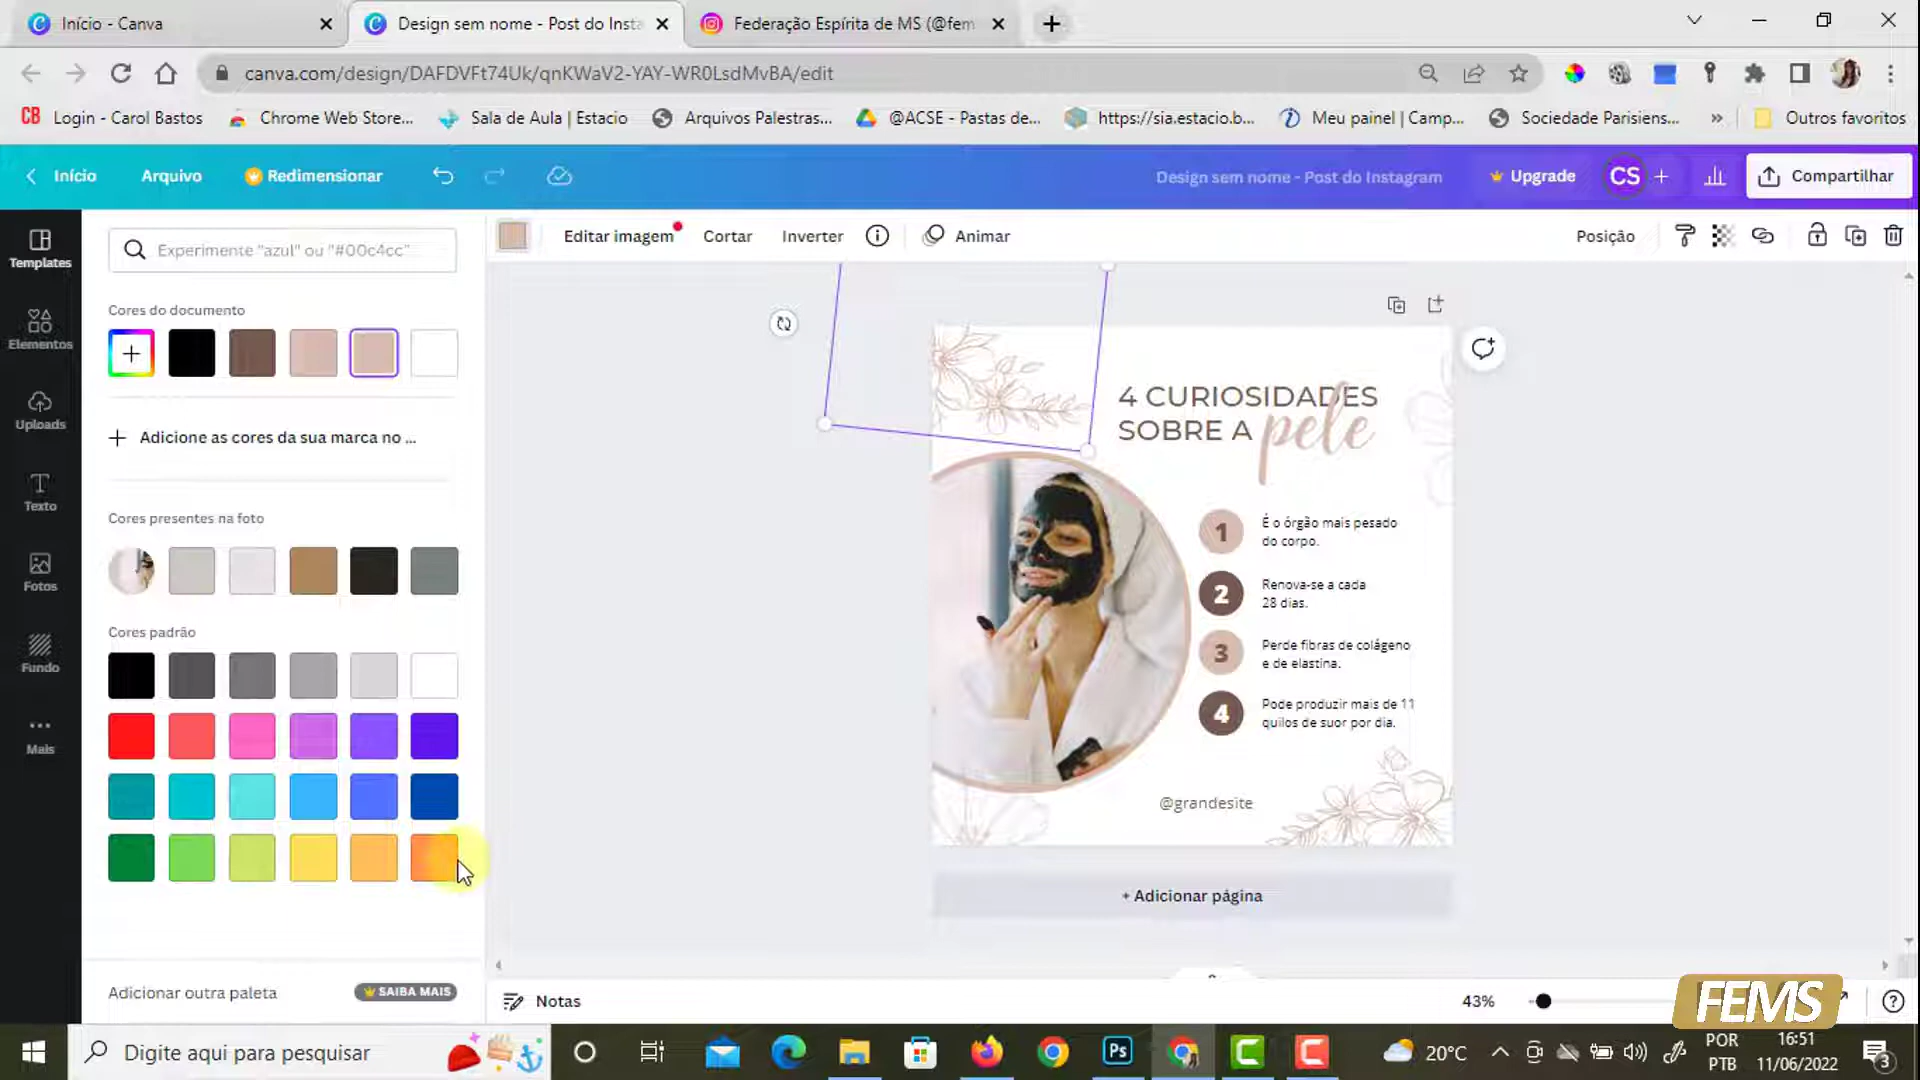 Início - Canva
Design sem nome - Post do Insta
Federação Espírita de MS (@fem
canva.com/design/DAFDVFt74Uk/qnKWaV2-YAY-WR0LsdMvBA/edit
CB Login - Carol Bastos
Chrome Web Store...
Sala de Aula | Estacio
Arquivos Palestras...
@ACSE - Pastas de...
https://sia.estacio.b...
Meu painel | Camp...
Sociedade Parisiens...
»
Outros favoritos
Início
Arquivo
Redimensionar
Design sem nome - Post do Instagram
Upgrade
CS
Compartilhar
Templates
Elementos
Uploads
Texto
Fotos
Fundo
Mais
Experimente "azul" ou "#00c4cc"
Cores do documento
Adicione as cores da sua marca no ...
Cores presentes na foto
Cores padrão
Adicionar outra paleta
SAIBA MAIS
Editar imagem
Cortar
Inverter
Animar
Posição
4 CURIOSIDADES
SOBRE A pele
1 É o órgão mais pesado
do corpo.
2 Renova-se a cada
28 dias.
3 Perde fibras de colágeno
e de elastina.
4 Pode produzir mais de 11
quilos de suor por dia.
@grandesite
+ Adicionar página
Notas
43%
FEMS
Digite aqui para pesquisar
Ps
20°C
POR
PTB
16:51
11/06/2022
3